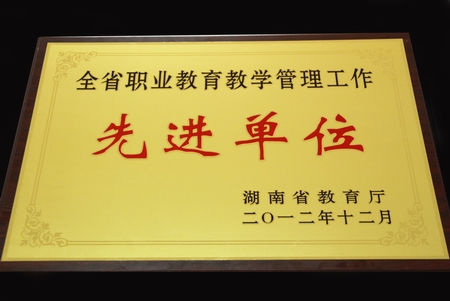 全省职业教育教学管理工作
先进单位
湖南省教育厅
二〇一二年十二月